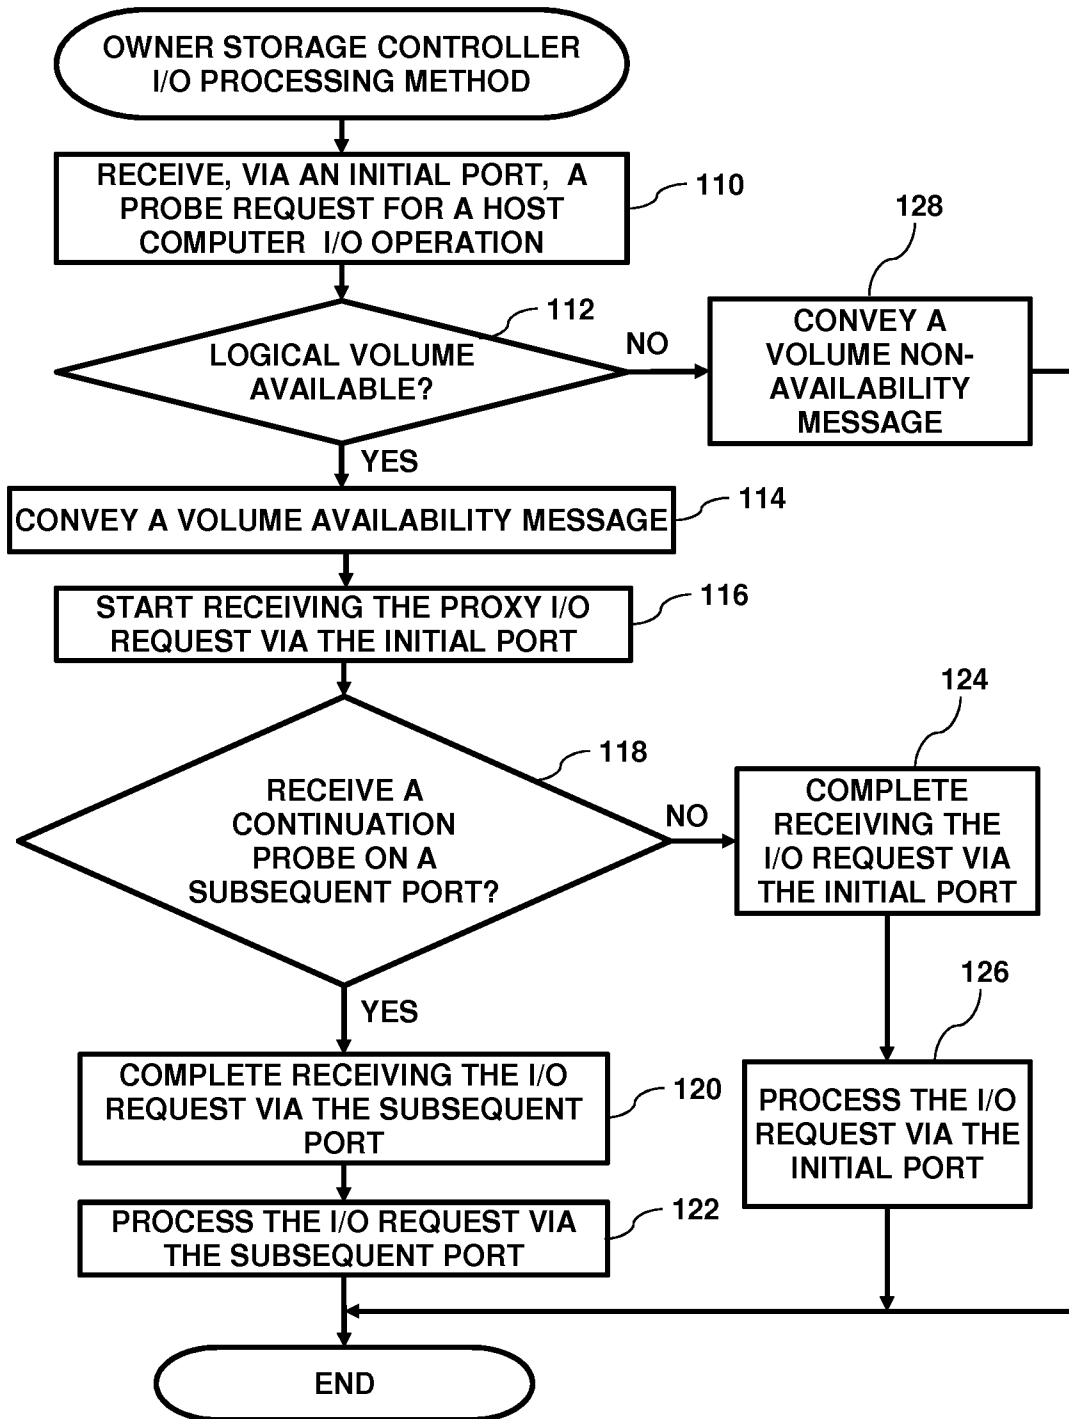 OWNER STORAGE CONTROLLER
I/O PROCESSING METHOD
RECEIVE, VIA AN INITIAL PORT, A
PROBE REQUEST FOR A HOST
COMPUTER I/O OPERATION
110
128
112
LOGICAL VOLUME
AVAILABLE?
NO
CONVEY A
VOLUME NON-
AVAILABILITY
MESSAGE
YES
CONVEY A VOLUME AVAILABILITY MESSAGE
114
START RECEIVING THE PROXY I/O
REQUEST VIA THE INITIAL PORT
116
118
RECEIVE A
CONTINUATION
PROBE ON A
SUBSEQUENT PORT?
NO
124
COMPLETE
RECEIVING THE
I/O REQUEST VIA
THE INITIAL PORT
YES
126
COMPLETE RECEIVING THE I/O
REQUEST VIA THE SUBSEQUENT
PORT
120
PROCESS THE I/O
REQUEST VIA THE
INITIAL PORT
PROCESS THE I/O REQUEST VIA
THE SUBSEQUENT PORT
122
END